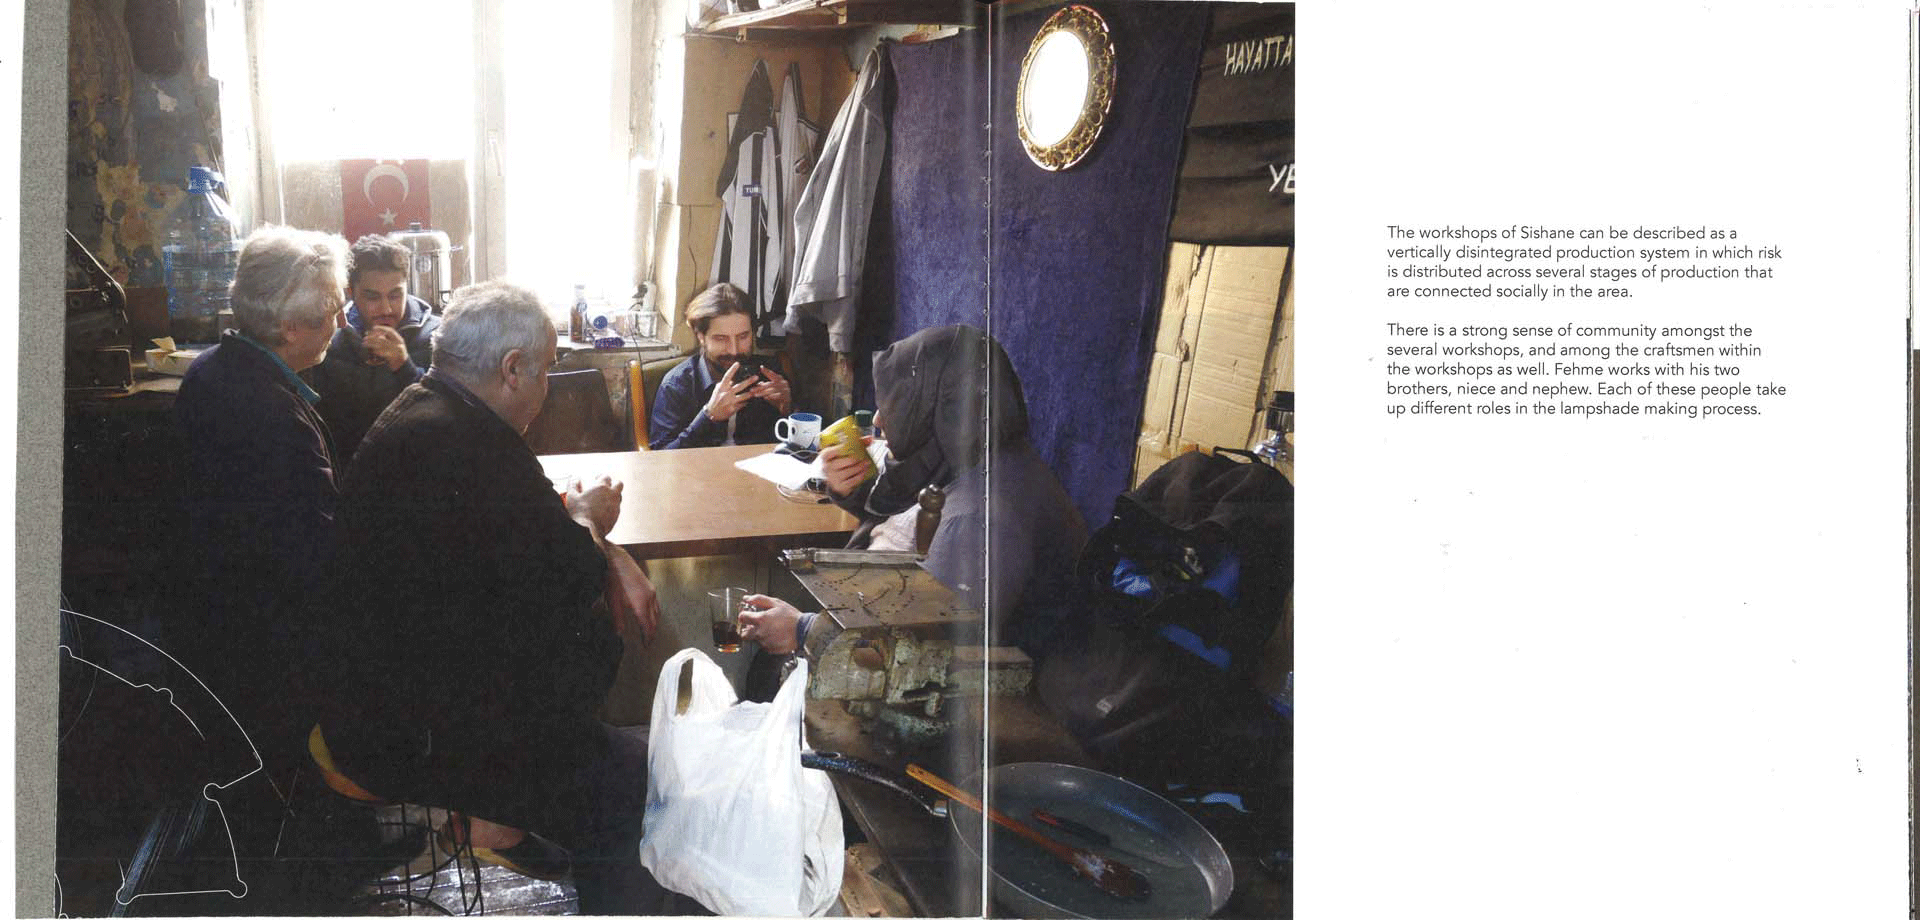 HAYATTA
YE
TUR
The workshops of Sishane can be described as a
vertically disintegrated production system in which risk
is distributed across several stages of production that
are connected socially in the area.
There is a strong sense of community amongst the
several workshops, and among the craftsmen within
the workshops as well. Fehme works with his two
brothers, niece and nephew. Each of these people take
up different roles in the lampshade making process.